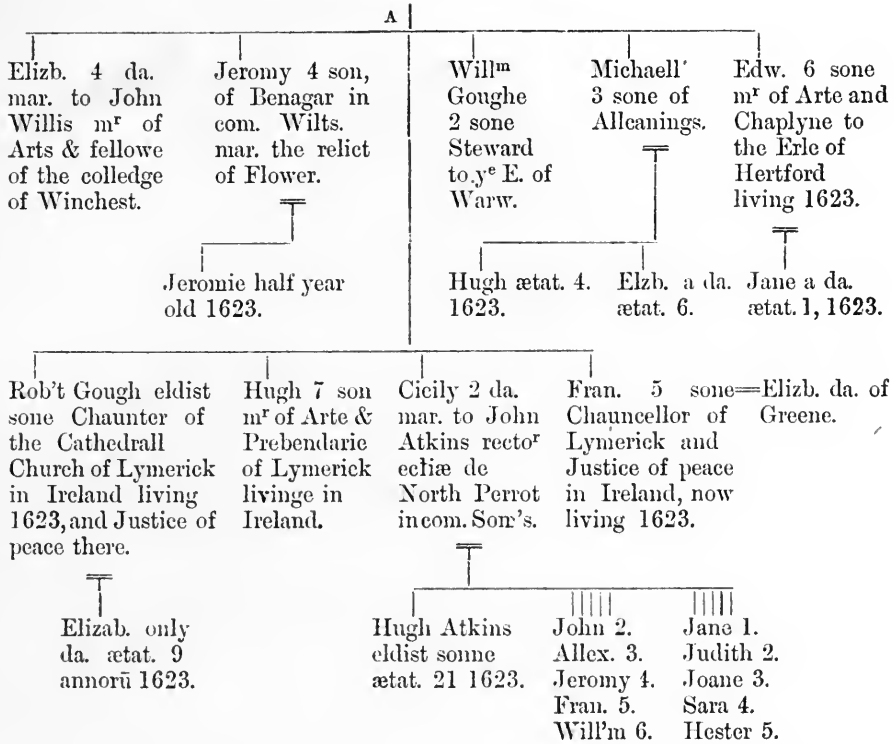 A
Elizb. 4 da.
mar. to John
Willis mʳ of
Arts & fellowe
of the colledge
of Winchest.
Jeromy 4 son,
of Benagar in
com. Wilts.
mar. the relict
of Flower.
Willᵐ
Goughe
2 sone
Steward
to yᵉ E. of
Warw.
Michaell
3 sone of
Allcanings.
Edw. 6 sone
mʳ of Arte and
Chaplyne to
the Erle of
Hertford
living 1623.
Jeromie half year
old 1623.
Hugh ætat. 4.
1623.
Elzb. a da.
ætat. 6.
Jane a da.
ætat. 1, 1623.
Rob't Gough eldist
sone Chaunter of
the Cathedrall
Church of Lymerick
in Ireland living
1623, and Justice of
peace there.
Hugh 7 son
mʳ of Arte &
Prebendarie
of Lymerick
livinge in
Ireland.
Cicily 2 da.
mar. to John
Atkins rectoʳ
ecliæ de
North Perrot
in com. Som's.
Fran. 5 sone=Elizb. da. of
Chauncellor of
Lymerick and
Justice of peace
in Ireland, now
living 1623.
Greene.
Elizab. only
da. ætat. 9
annorū 1623.
Hugh Atkins
eldist sonne
ætat. 21 1623.
John 2.
Allex. 3.
Jeromy 4.
Fran. 5.
Will'm 6.
Jane 1.
Judith 2.
Joane 3.
Sara 4.
Hester 5.